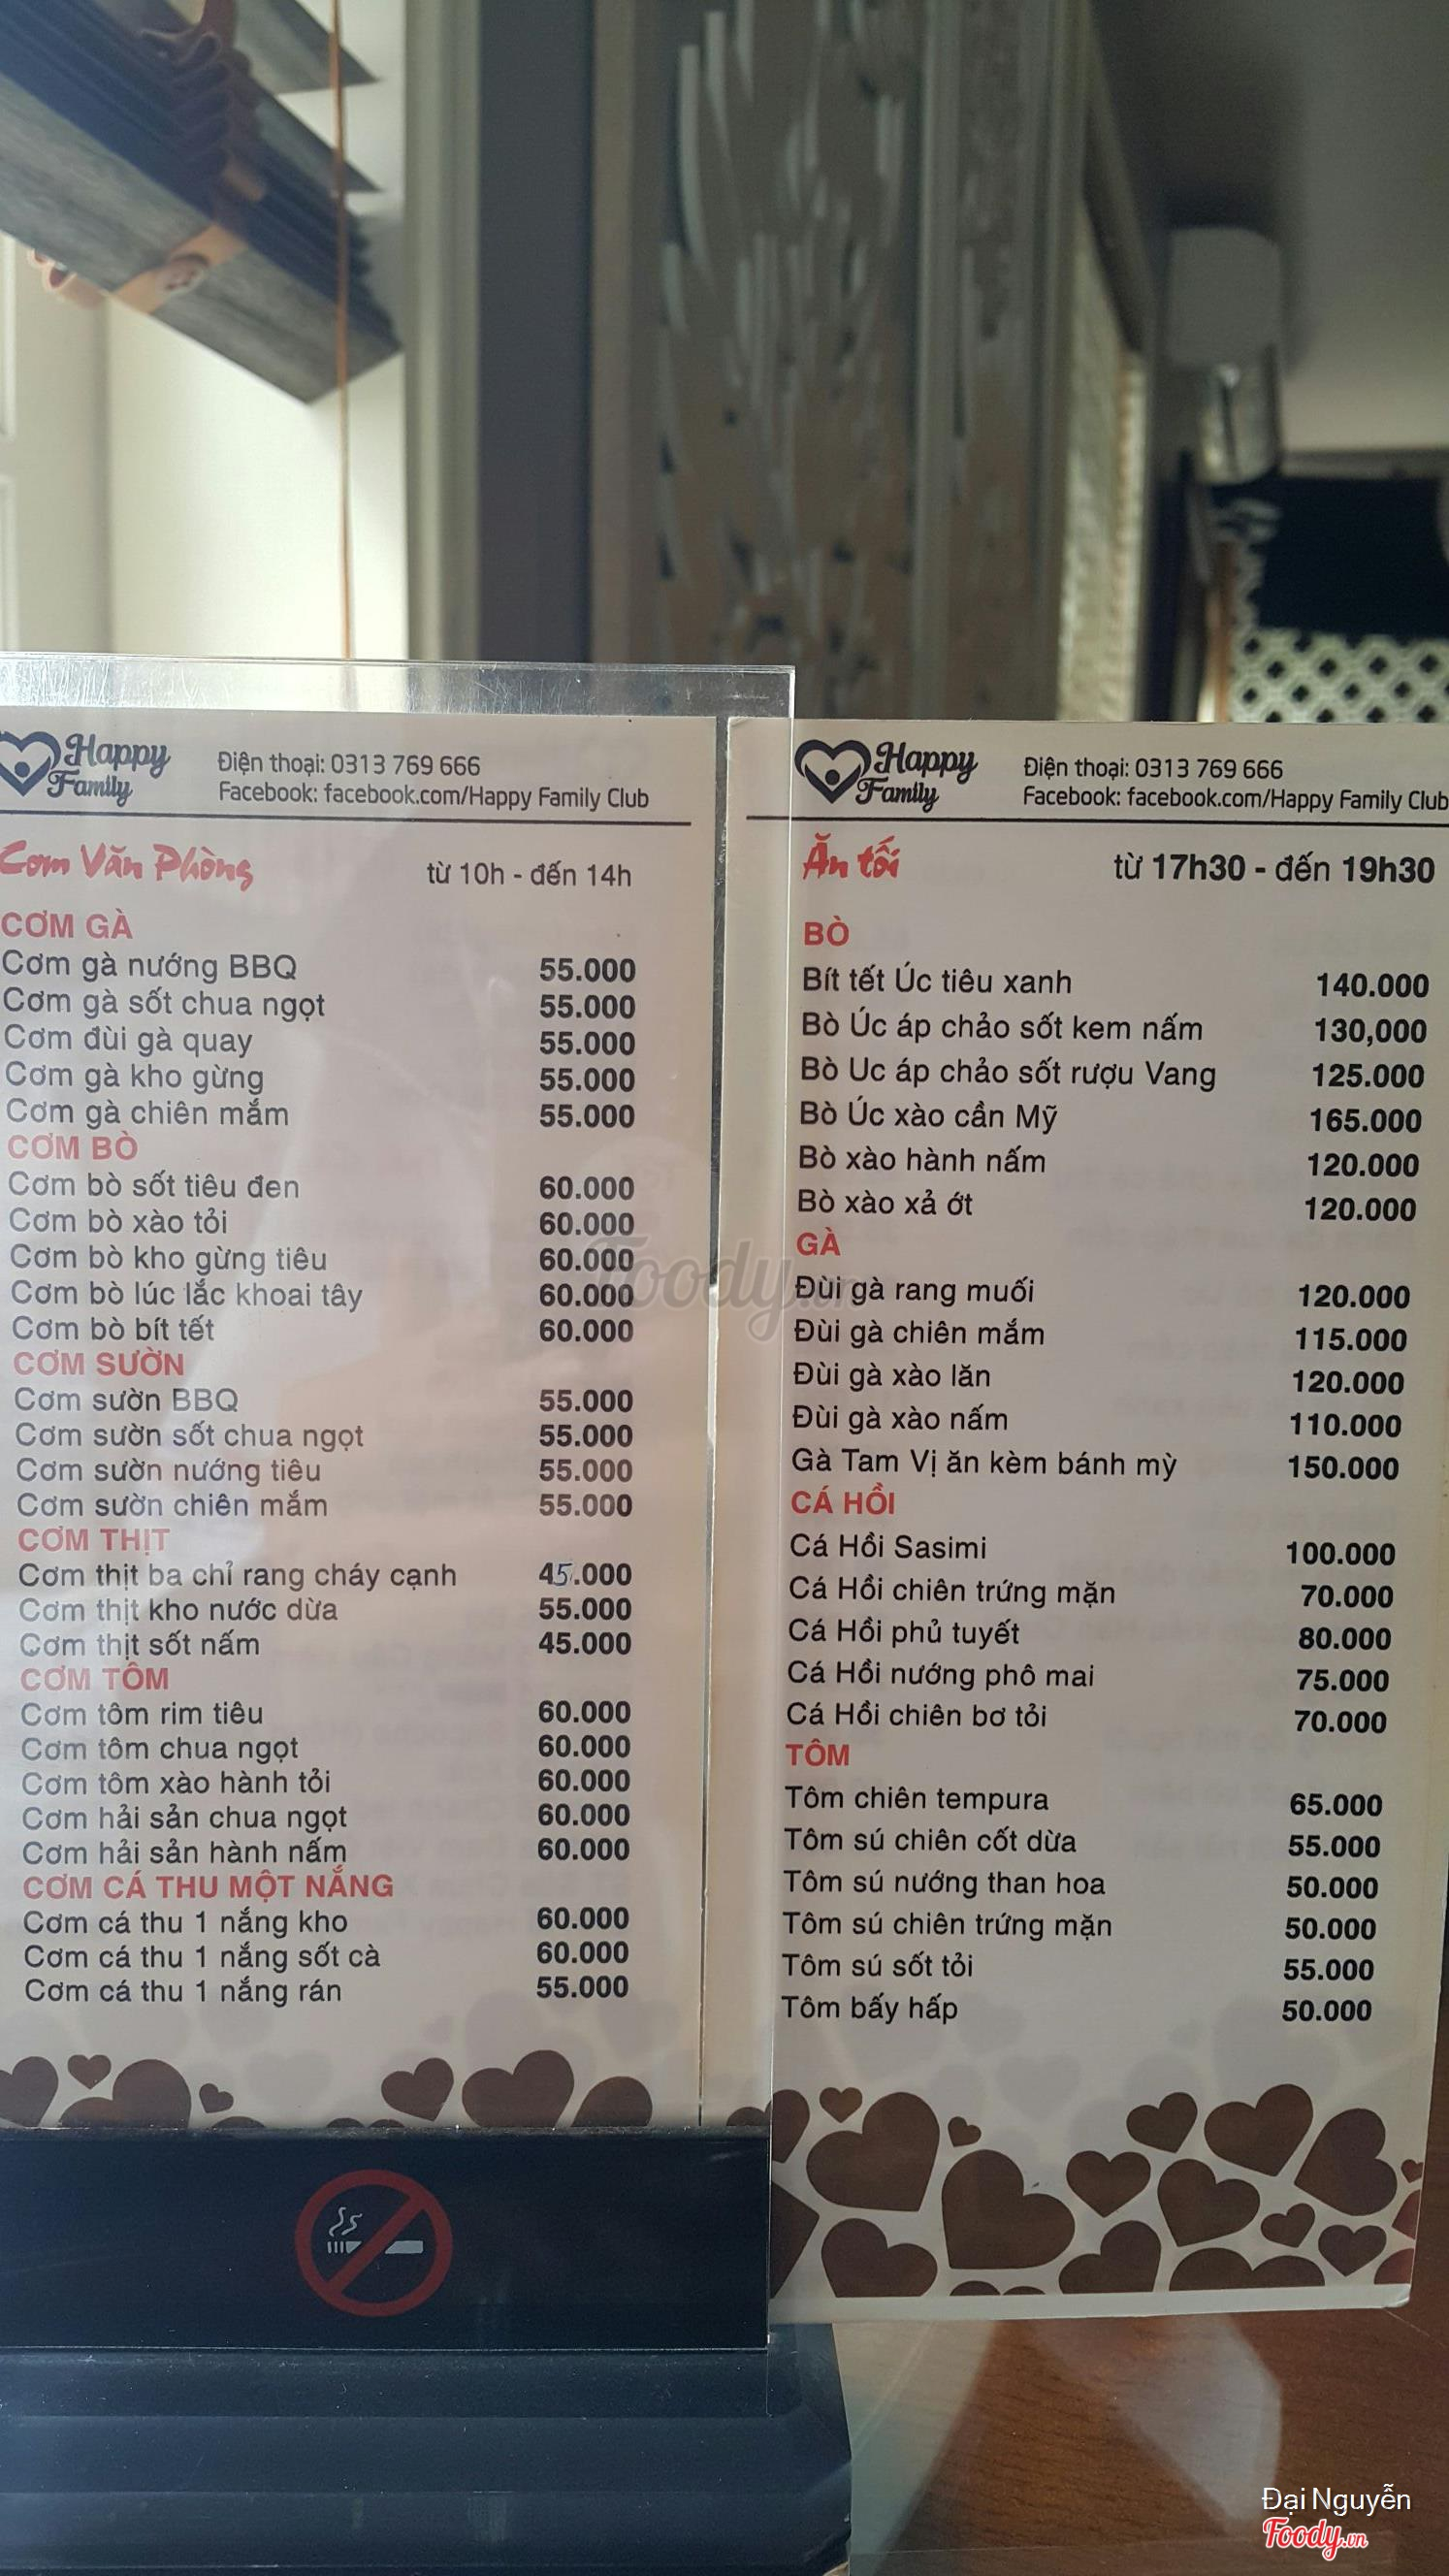 Happy
Family
Điện thoại: 0313 769 666
Facebook: facebook.com/Happy Family Club
Cơm Văn Phòng từ 10h - đến 14h
CƠM GÀ
Cơm gà nướng BBQ 55.000
Cơm gà sốt chua ngọt 55.000
Cơm đùi gà quay 55.000
Cơm gà kho gừng 55.000
Cơm gà chiên mắm 55.000
CƠM BÒ
Cơm bò sốt tiêu đen 60.000
Cơm bò xào tỏi 60.000
Cơm bò kho gừng tiêu 60.000
Cơm bò lúc lắc khoai tây 60.000
Cơm bò bít tết 60.000
CƠM SƯỜN
Cơm sườn BBQ 55.000
Cơm sườn sốt chua ngọt 55.000
Cơm sườn nướng tiêu 55.000
Cơm sườn chiên mắm 55.000
CƠM THỊT
Cơm thịt ba chỉ rang cháy cạnh 45.000
Cơm thịt kho nước dừa 55.000
Cơm thịt sốt nấm 45.000
CƠM TÔM
Cơm tôm rim tiêu 60.000
Cơm tôm chua ngọt 60.000
Cơm tôm xào hành tỏi 60.000
Cơm hải sản chua ngọt 60.000
Cơm hải sản hành nấm 60.000
CƠM CÁ THU MỘT NẮNG
Cơm cá thu 1 nắng kho 60.000
Cơm cá thu 1 nắng sốt cà 60.000
Cơm cá thu 1 nắng rán 55.000
Happy
Family
Điện thoại: 0313 769 666
Facebook: facebook.com/Happy Family Club
Ăn tối từ 17h30 - đến 19h30
BÒ
Bít tết Úc tiêu xanh 140.000
Bò Úc áp chảo sốt kem nấm 130,000
Bò Uc áp chảo sốt rượu Vang 125.000
Bò Úc xào cần Mỹ 165.000
Bò xào hành nấm 120.000
Bò xào xả ớt 120.000
GÀ
Đùi gà rang muối 120.000
Đùi gà chiên mắm 115.000
Đùi gà xào lăn 120.000
Đùi gà xào nấm 110.000
Gà Tam Vị ăn kèm bánh mỳ 150.000
CÁ HỒI
Cá Hồi Sasimi 100.000
Cá Hồi chiên trứng mặn 70.000
Cá Hồi phủ tuyết 80.000
Cá Hồi nướng phô mai 75.000
Cá Hồi chiên bơ tỏi 70.000
TÔM
Tôm chiên tempura 65.000
Tôm sú chiên cốt dừa 55.000
Tôm sú nướng than hoa 50.000
Tôm sú chiên trứng mặn 50.000
Tôm sú sốt tỏi 55.000
Tôm bấy hấp 50.000
Foody.vn
Đại Nguyễn
Foody.vn